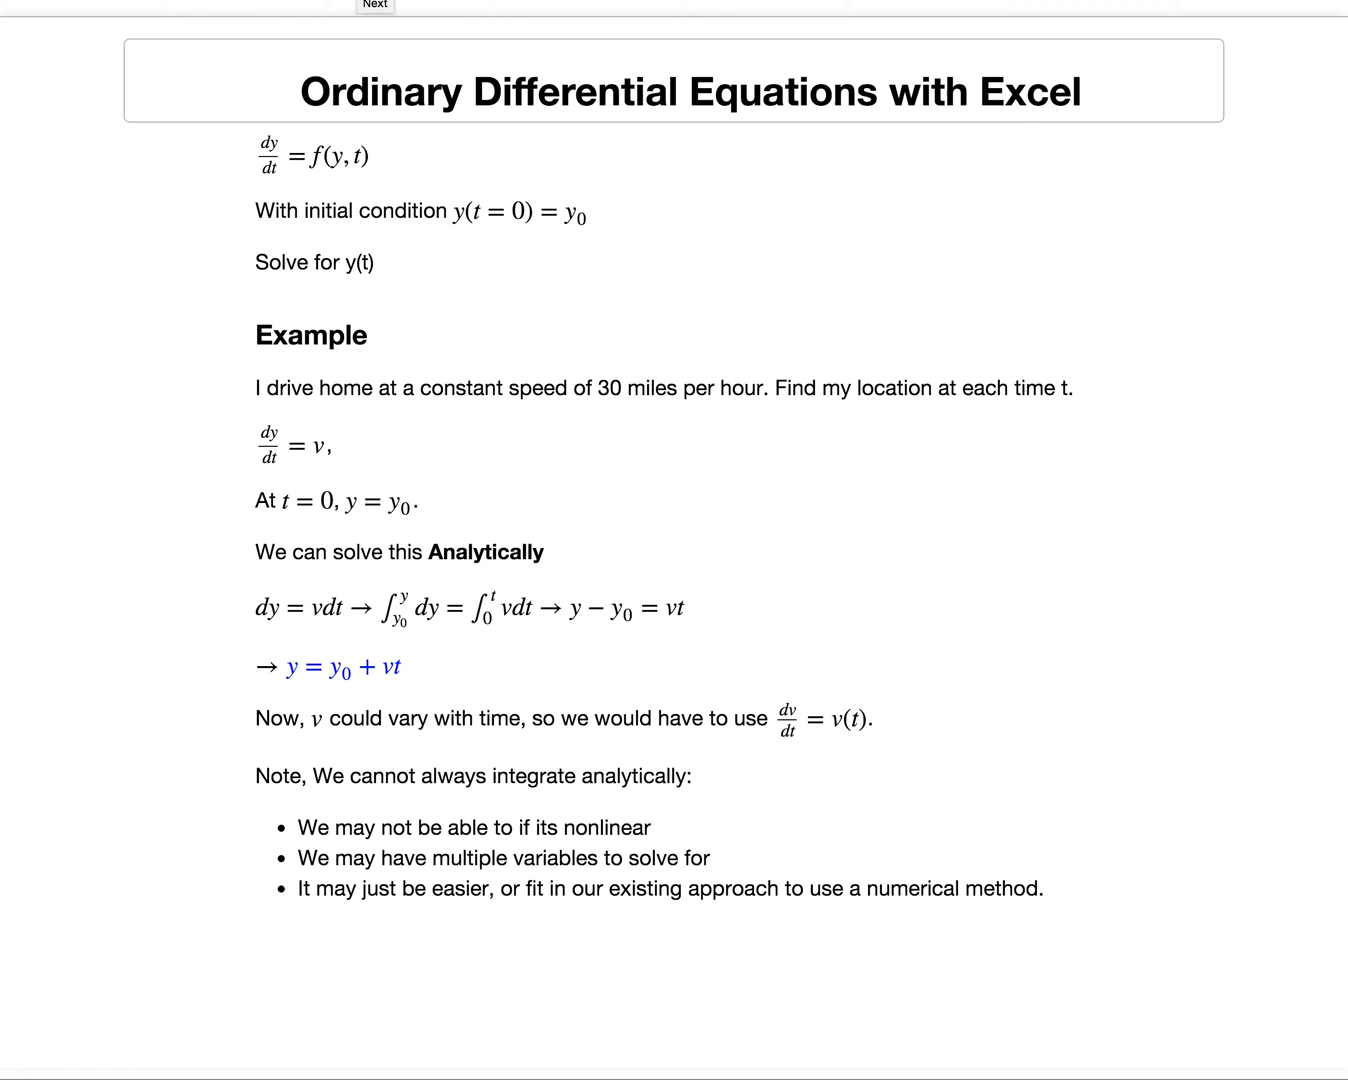 Next
Ordinary Differential Equations with Excel
dy/dt = f(y, t)
With initial condition y(t = 0) = y₀
Solve for y(t)
Example
I drive home at a constant speed of 30 miles per hour. Find my location at each time t.
dy/dt = v,
At t = 0, y = y₀.
We can solve this Analytically
dy = vdt → ∫_{y₀}^{y} dy = ∫_0^t vdt → y − y₀ = vt
→ y = y₀ + vt
Now, v could vary with time, so we would have to use dv/dt = v(t).
Note, We cannot always integrate analytically:
• We may not be able to if its nonlinear
• We may have multiple variables to solve for
• It may just be easier, or fit in our existing approach to use a numerical method.